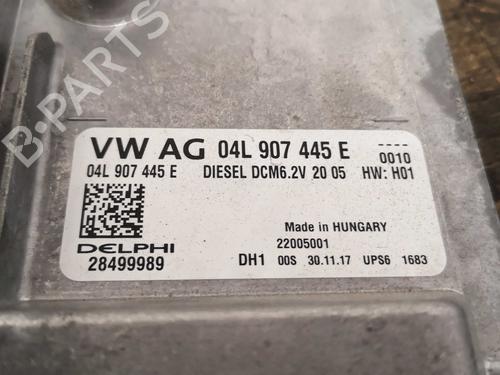 B-PARTS
VW AG 04L 907 445 E
----
0010
04L 907 445 E DIESEL DCM6.2V 20 05 HW: H01
Made in HUNGARY
22005001
DELPHI
28499989 DH1 00S 30.11.17 UPS6 1683